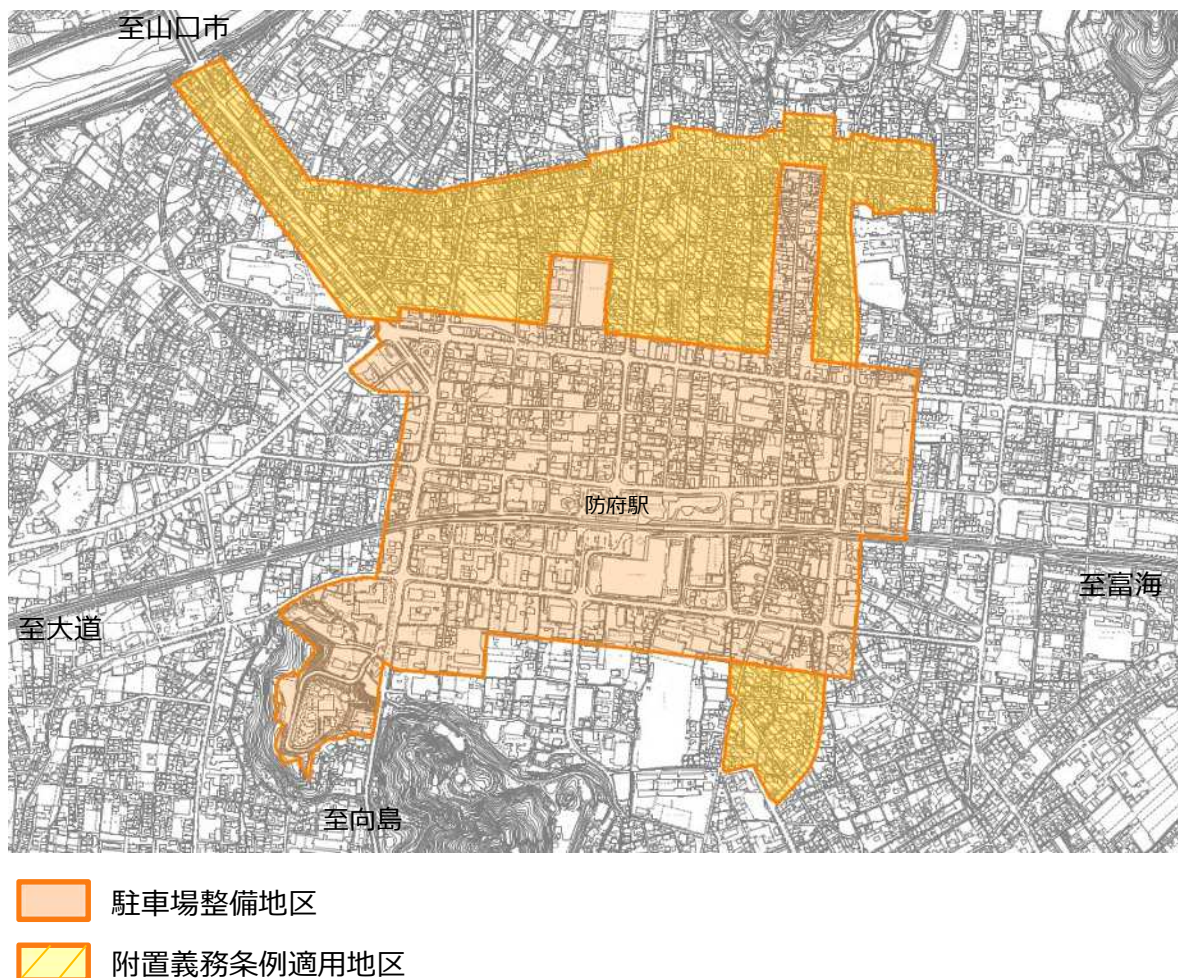 至山口市
防府駅
至富海
至大道
至向島
駐車場整備地区
附置義務条例適用地区